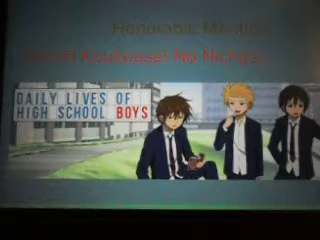 Honorable Mention
Danshi Koukousei No Nichijou
DAILY LIVES OF
HIGH SCHOOL BOYS